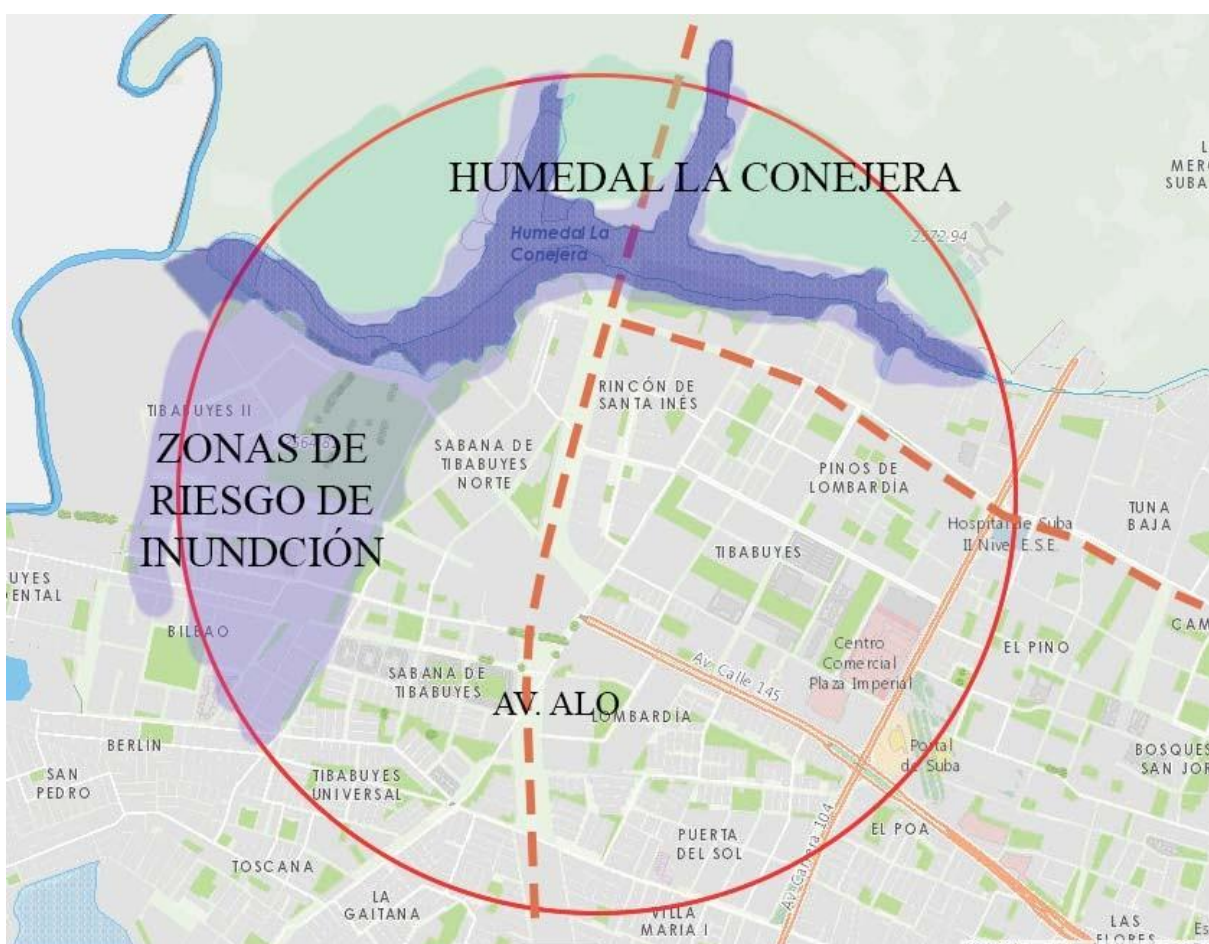 HUMEDAL LA CONEJERA
MER
SUBA
Humedal La
Conejera
2572.94
RINCÓN DE
SANTA INÉS
TIBABUYES II
ZONAS DE
RIESGO DE
INUNDCIÓN
SABANA DE
TIBABUYES
NORTE
PINOS DE
LOMBARDÍA
Hospital de Suba
II Nivel E.S.E.
TUNA
BAJA
TIBABUYES
UYES
DENTAL
BILBAO
Centro
Comercial
Plaza Imperial
EL PINO
CAM
SABANA DE
TIBABUYES
Av. Calle 145
AV. ALO
LOMBARDÍA
BERLIN
Portal
de Suba
BOSQUES
SAN JOR
SAN
PEDRO
TIBABUYES
UNIVERSAL
Av. Carrera 104
EL POA
PUERTA
DEL SOL
TOSCANA
LA
GAITANA
VILLA
MARIA I
LAS
FLORES
Es